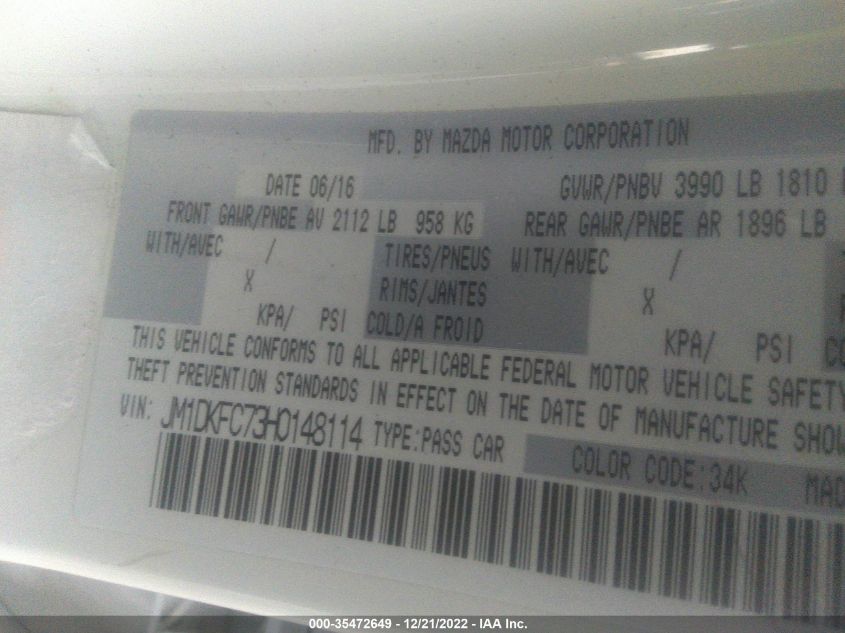 MFD. BY MAZDA MOTOR CORPORATION
DATE 06/16 GVWR/PNBV 3990 LB 1810
FRONT GAWR/PNBE AV 2112 LB 958 KG REAR GAWR/PNBE AR 1896 LB
WITH/AVEC / TIRES/PNEUS WITH/AVEC /
X RIMS/JANTES X
KPA/ PSI COLD/A FROID KPA/ PSI CO
THIS VEHICLE CONFORMS TO ALL APPLICABLE FEDERAL MOTOR VEHICLE SAFETY
THEFT PREVENTION STANDARDS IN EFFECT ON THE DATE OF MANUFACTURE SHOW
VIN: JM1DKFC73H0148114 TYPE:PASS CAR
COLOR CODE:34K MAD
000-35472649 - 12/21/2022 - IAA Inc.